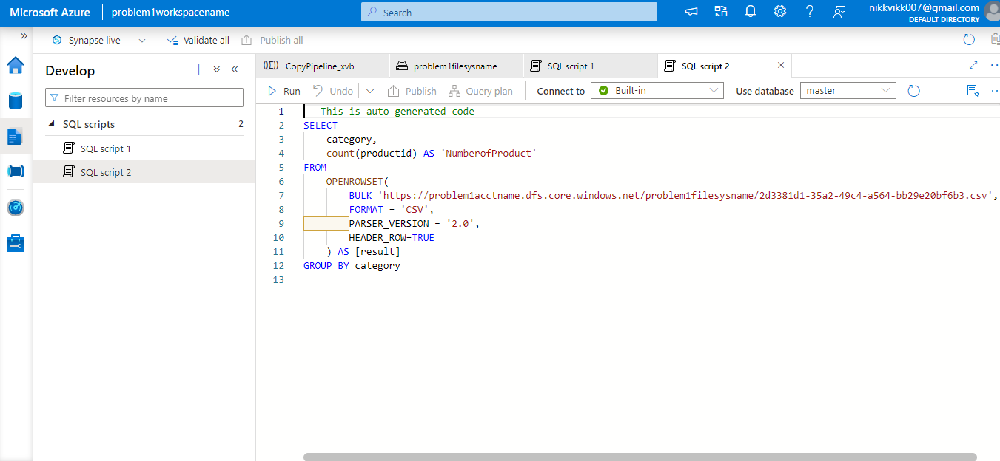 Microsoft Azure problem1workspacename Search nikkvikk007@gmail.com
DEFAULT DIRECTORY
Synapse live Validate all Publish all
Develop
Filter resources by name
SQL scripts 2
SQL script 1
SQL script 2
CopyPipeline_xvb problem1filesysname SQL script 1 SQL script 2
Run Undo Publish Query plan Connect to Built-in Use database master
1 -- This is auto-generated code
2 SELECT
3 category,
4 count(productid) AS 'NumberofProduct'
5 FROM
6 OPENROWSET(
7 BULK 'https://problem1acctname.dfs.core.windows.net/problem1filesysname/2d3381d1-35a2-49c4-a564-bb29e20bf6b3.csv',
8 FORMAT = 'CSV',
9 PARSER_VERSION = '2.0',
10 HEADER_ROW=TRUE
11 ) AS [result]
12 GROUP BY category
13